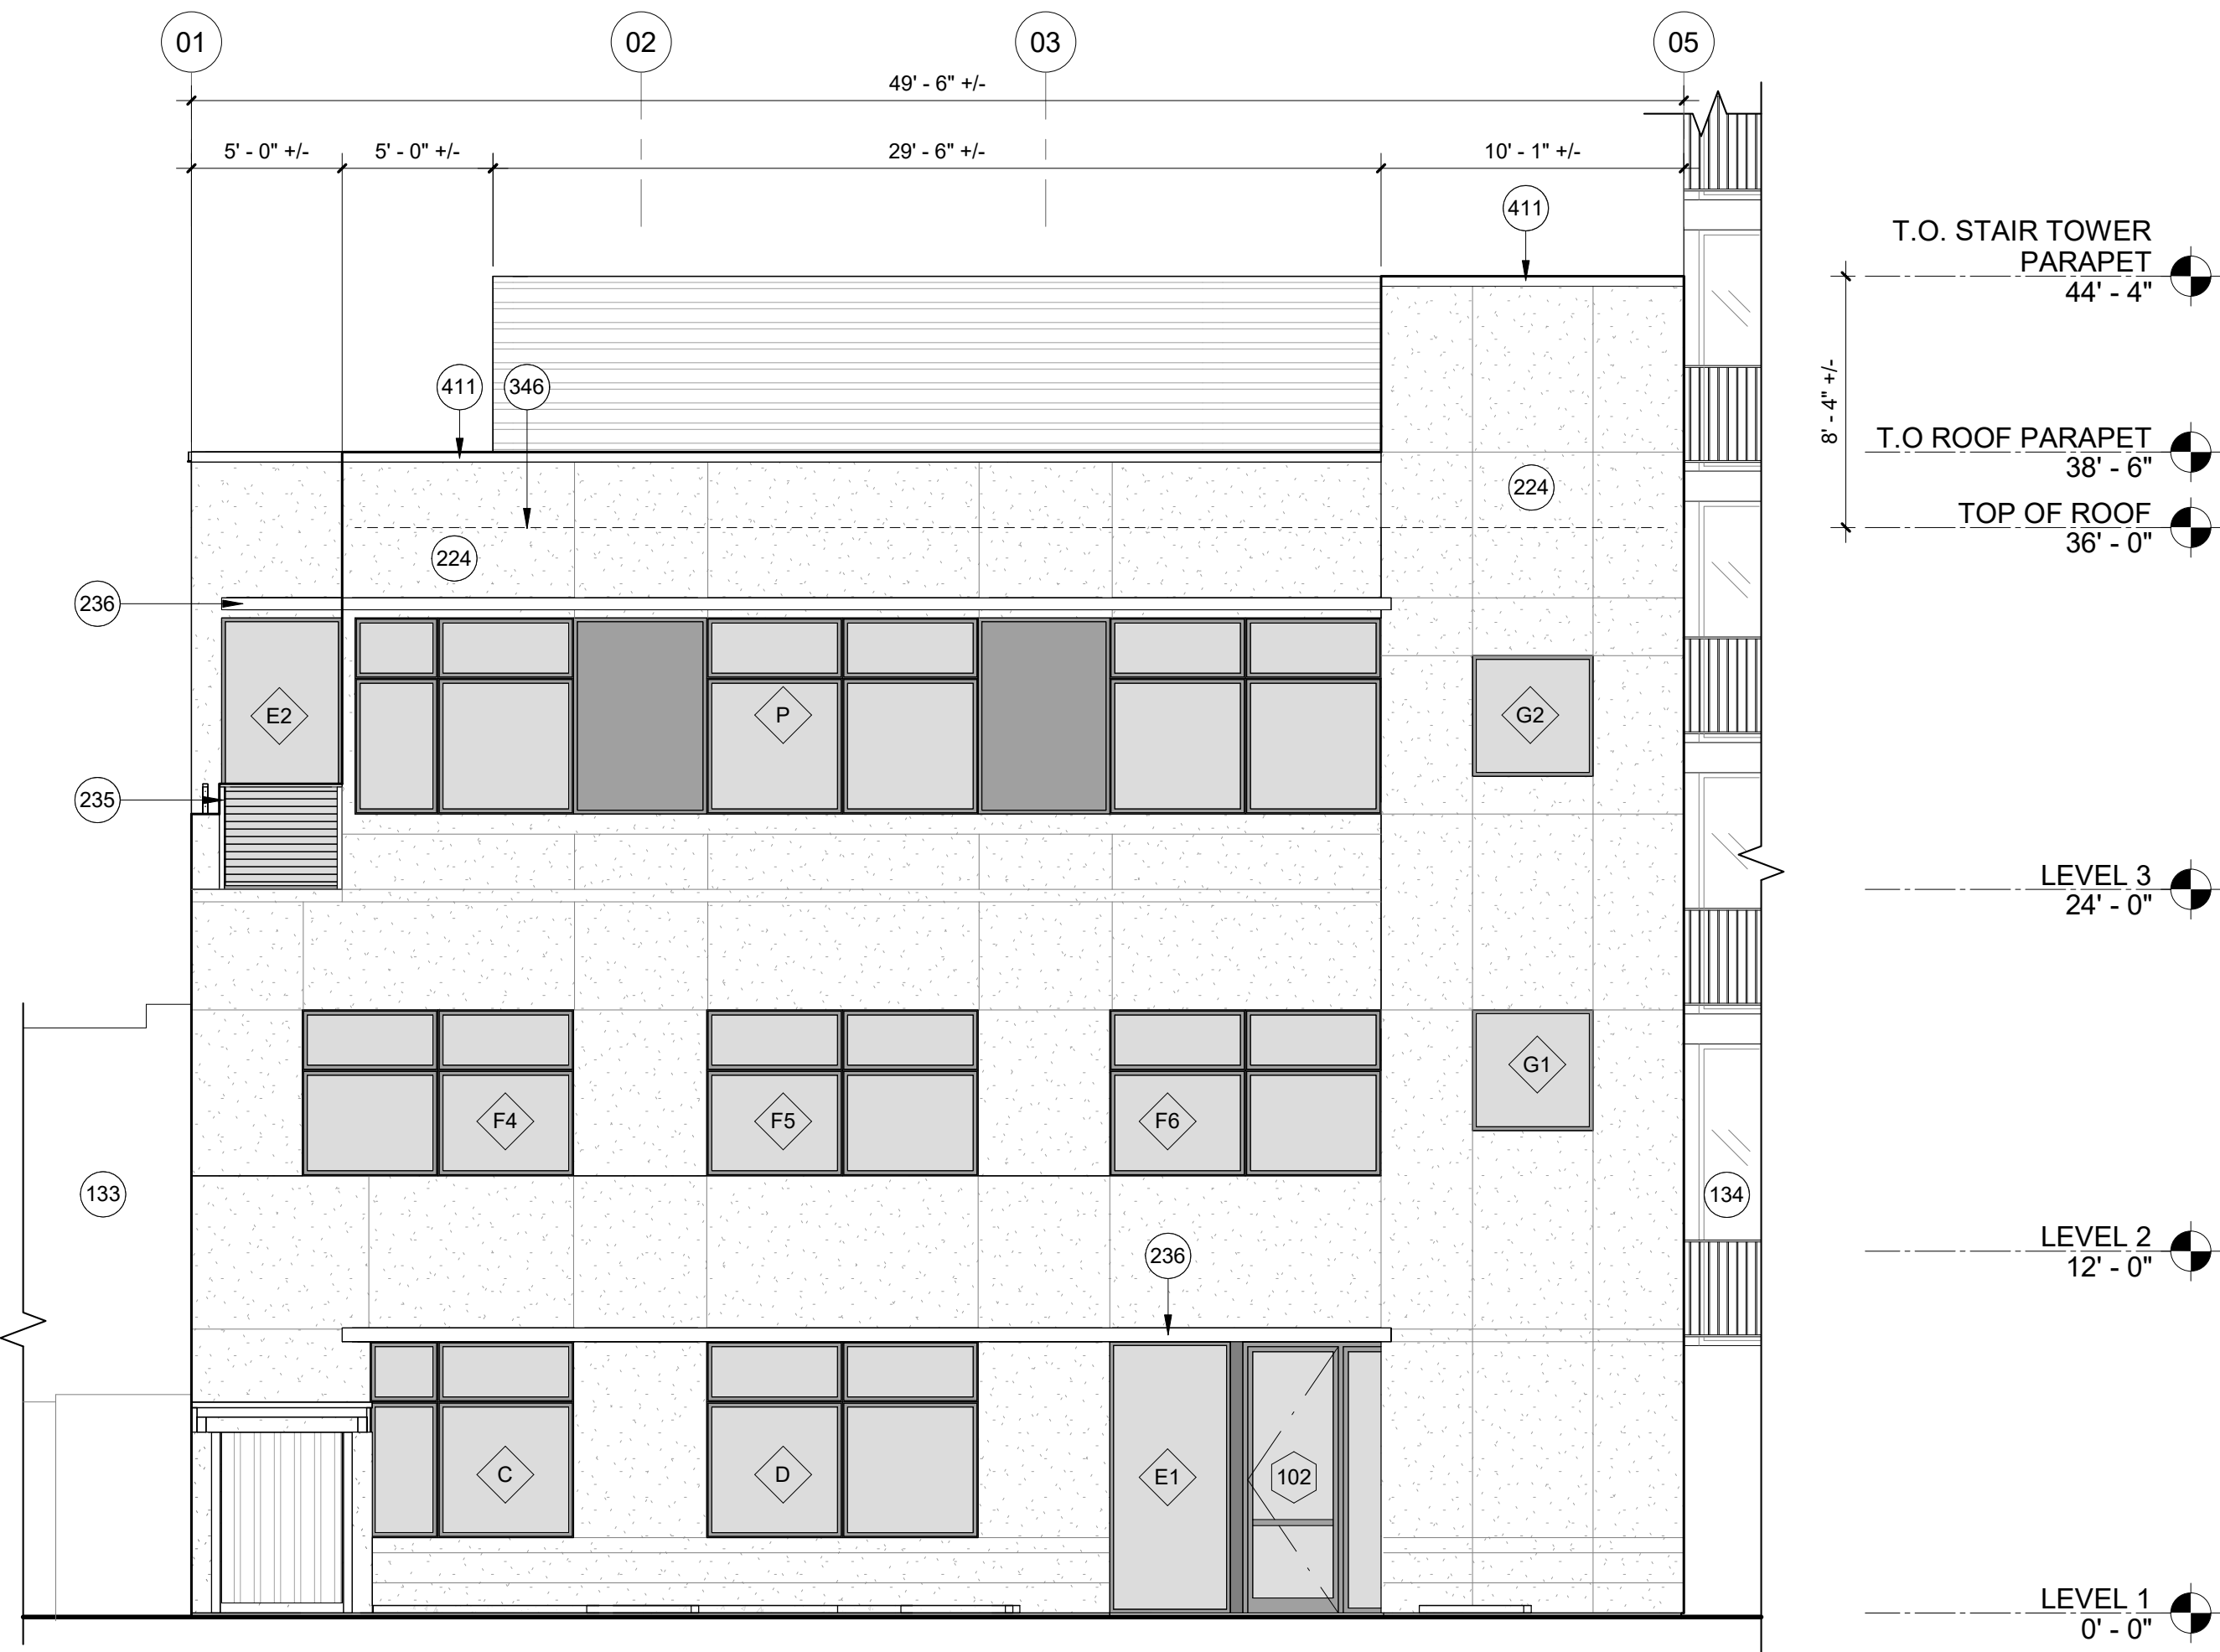 01
02
03
05
49' - 6" +/-
5' - 0" +/-
5' - 0" +/-
29' - 6" +/-
10' - 1" +/-
411
T.O. STAIR TOWER
PARAPET
44' - 4"
411
346
8' - 4" +/-
T.O ROOF PARAPET
38' - 6"
224
TOP OF ROOF
36' - 0"
224
236
E2
P
G2
235
LEVEL 3
24' - 0"
G1
F4
F5
F6
133
134
236
LEVEL 2
12' - 0"
C
D
E1
102
LEVEL 1
0' - 0"